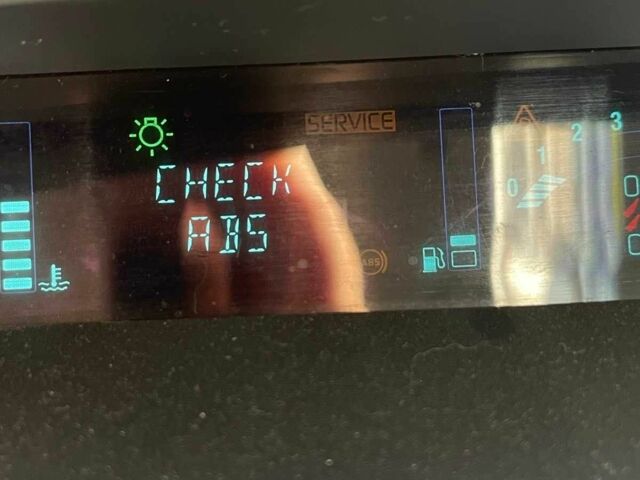 SERVICE
CHECK
ABS
ABS
0 1 2 3